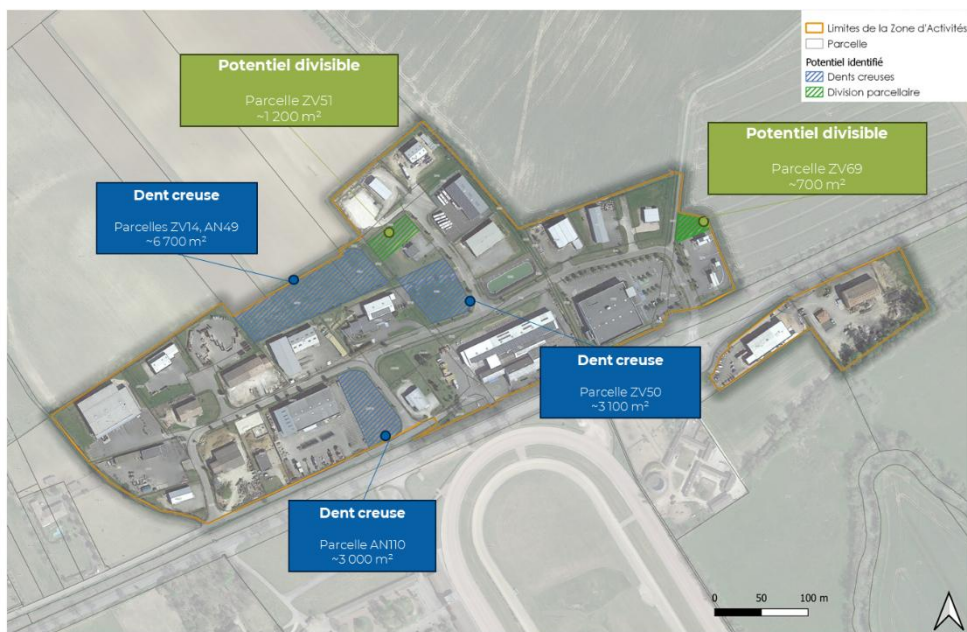 Limites de la Zone d'Activités
Parcelle
Potentiel identifié
Dents creuses
Division parcellaire
Potentiel divisible
Parcelle ZV51
~1 200 m²
Potentiel divisible
Parcelle ZV69
~700 m²
Dent creuse
Parcelles ZV14, AN49
~6 700 m²
Dent creuse
Parcelle ZV50
~3 100 m²
Dent creuse
Parcelle AN110
~3 000 m²
0 50 100 m